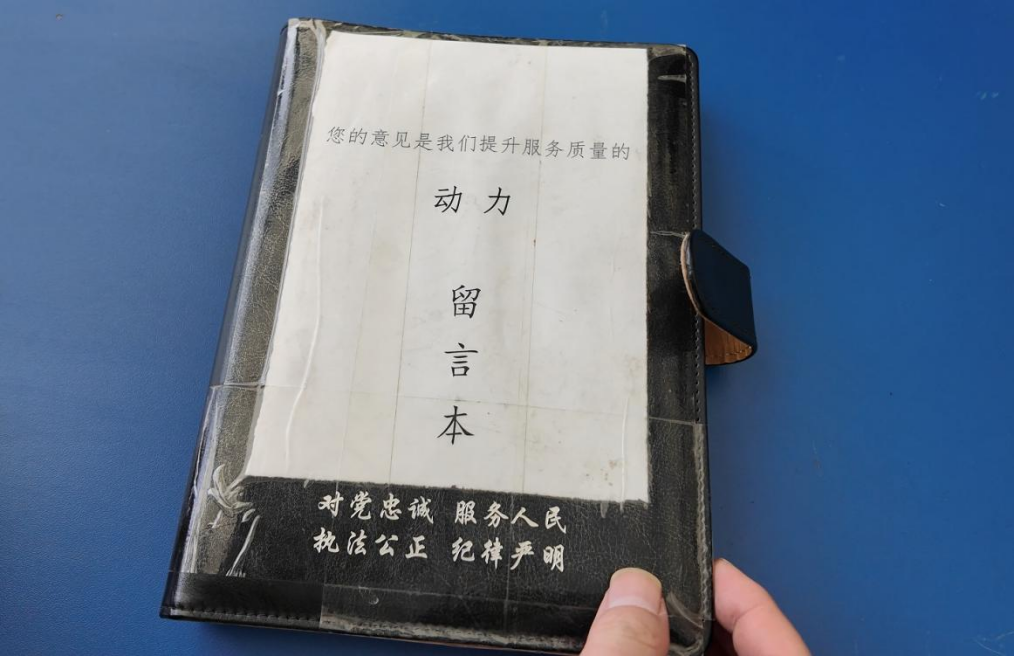 您的意见是我们提升服务质量的
动力
留
言
本
对党忠诚 服务人民
执法公正 纪律严明